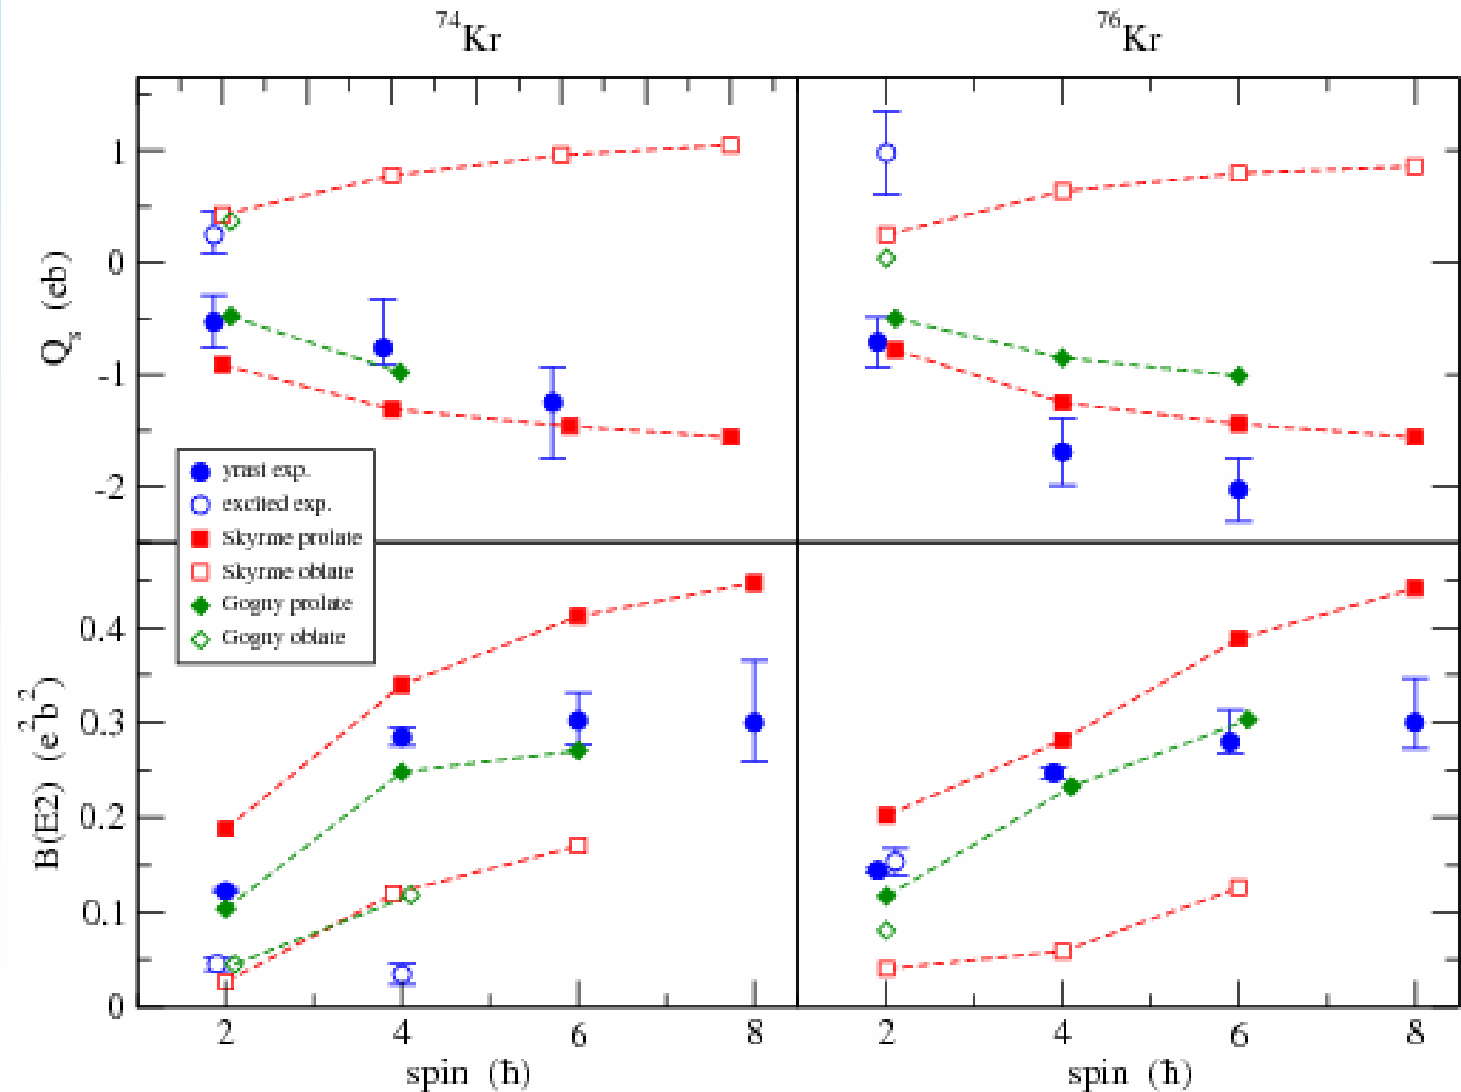 74Kr
76Kr
1
0
-1
-2
Qs (eb)
yrast exp.
excited exp.
Skyrme prolate
Skyrme oblate
Gogny prolate
Gogny oblate
0.4
0.3
0.2
0.1
0
B(E2) (e2b2)
2 4 6 8
2 4 6 8
spin (ħ)
spin (ħ)